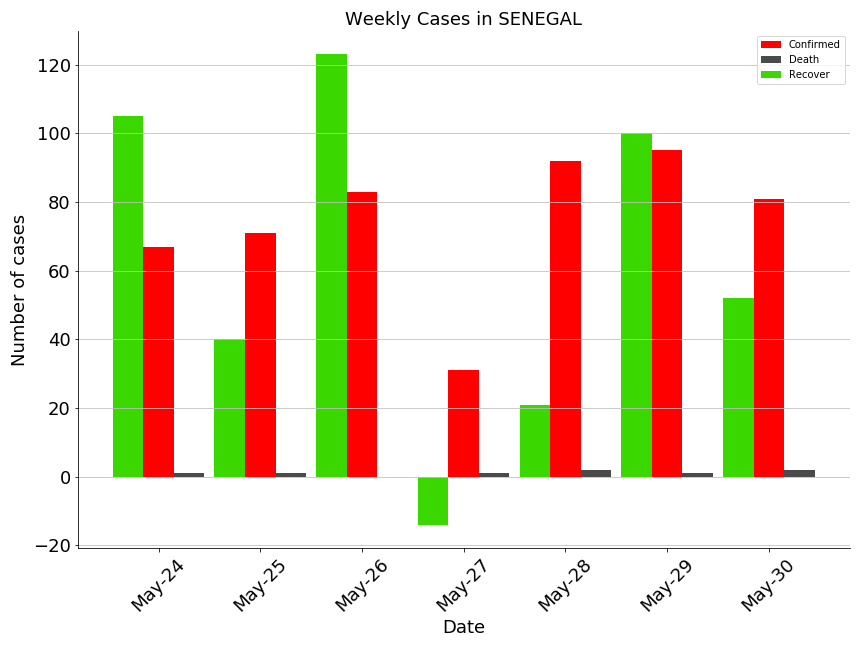 Weekly Cases in SENEGAL
Confirmed
Death
Recover
Number of cases
120
100
80
60
40
20
0
−20
May-24
May-25
May-26
May-27
May-28
May-29
May-30
Date